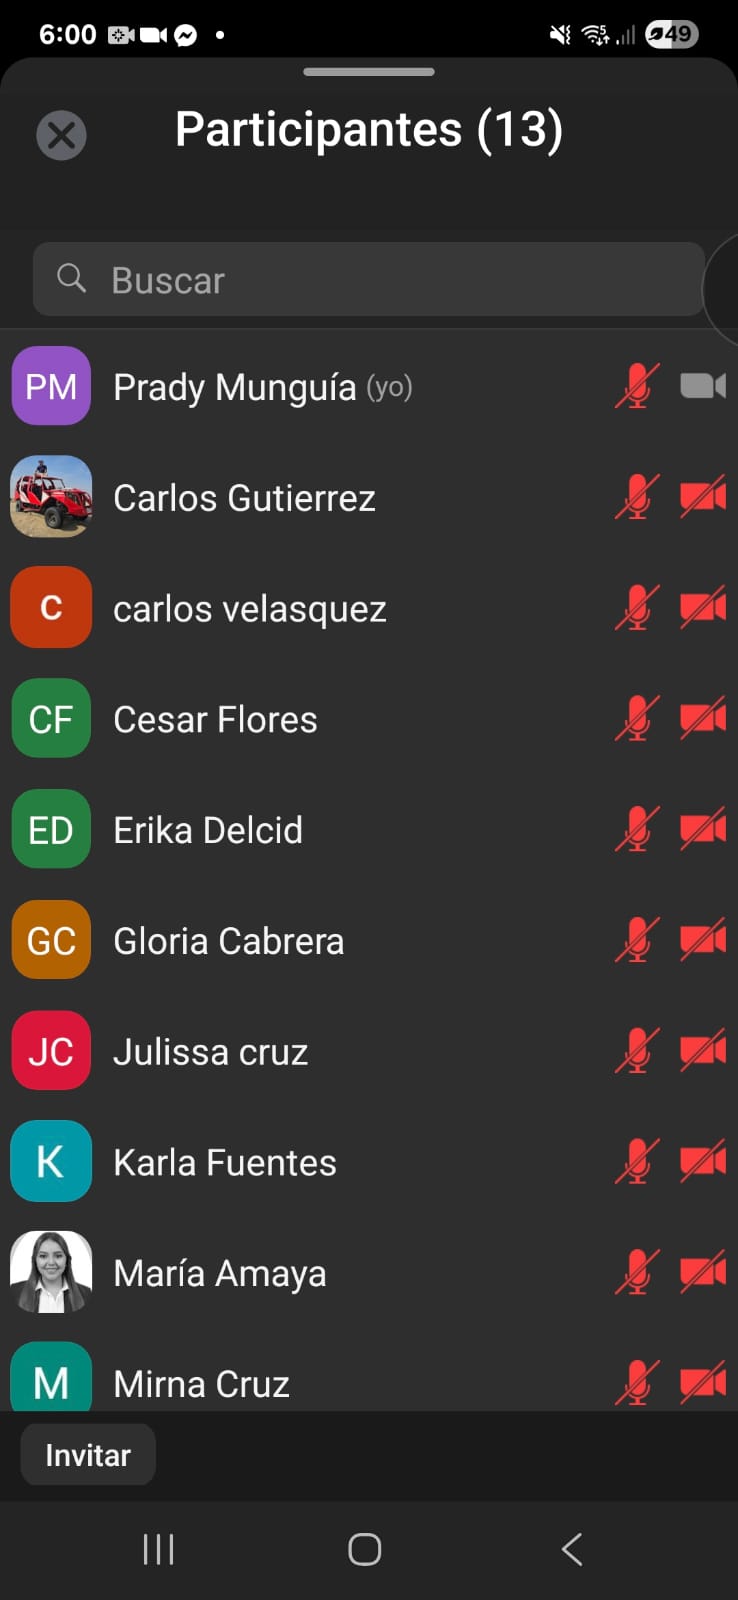 6:00
49
Participantes (13)
Buscar
PM Prady Munguía (yo)
Carlos Gutierrez
C carlos velasquez
CF Cesar Flores
ED Erika Delcid
GC Gloria Cabrera
JC Julissa cruz
K Karla Fuentes
María Amaya
M Mirna Cruz
Invitar